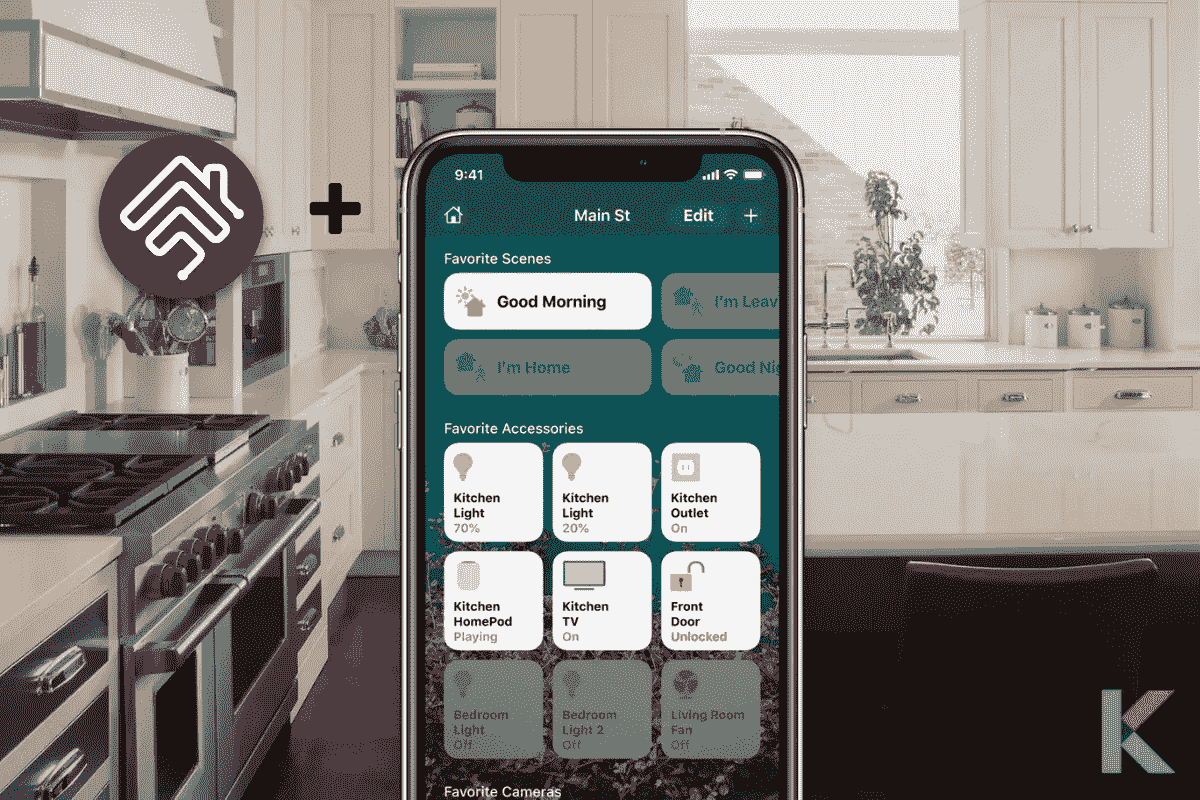 9:41
Main St
Edit
Favorite Scenes
Good Morning
I'm Leav
I'm Home
Good Nig
Favorite Accessories
Kitchen
Light
70%
Kitchen
Light
20%
Kitchen
Outlet
On
Kitchen
HomePod
Playing
Kitchen
TV
On
Front
Door
Unlocked
Bedroom
Light
Off
Bedroom
Light 2
Off
Living Room
Fan
Off
Favorite Cameras
K